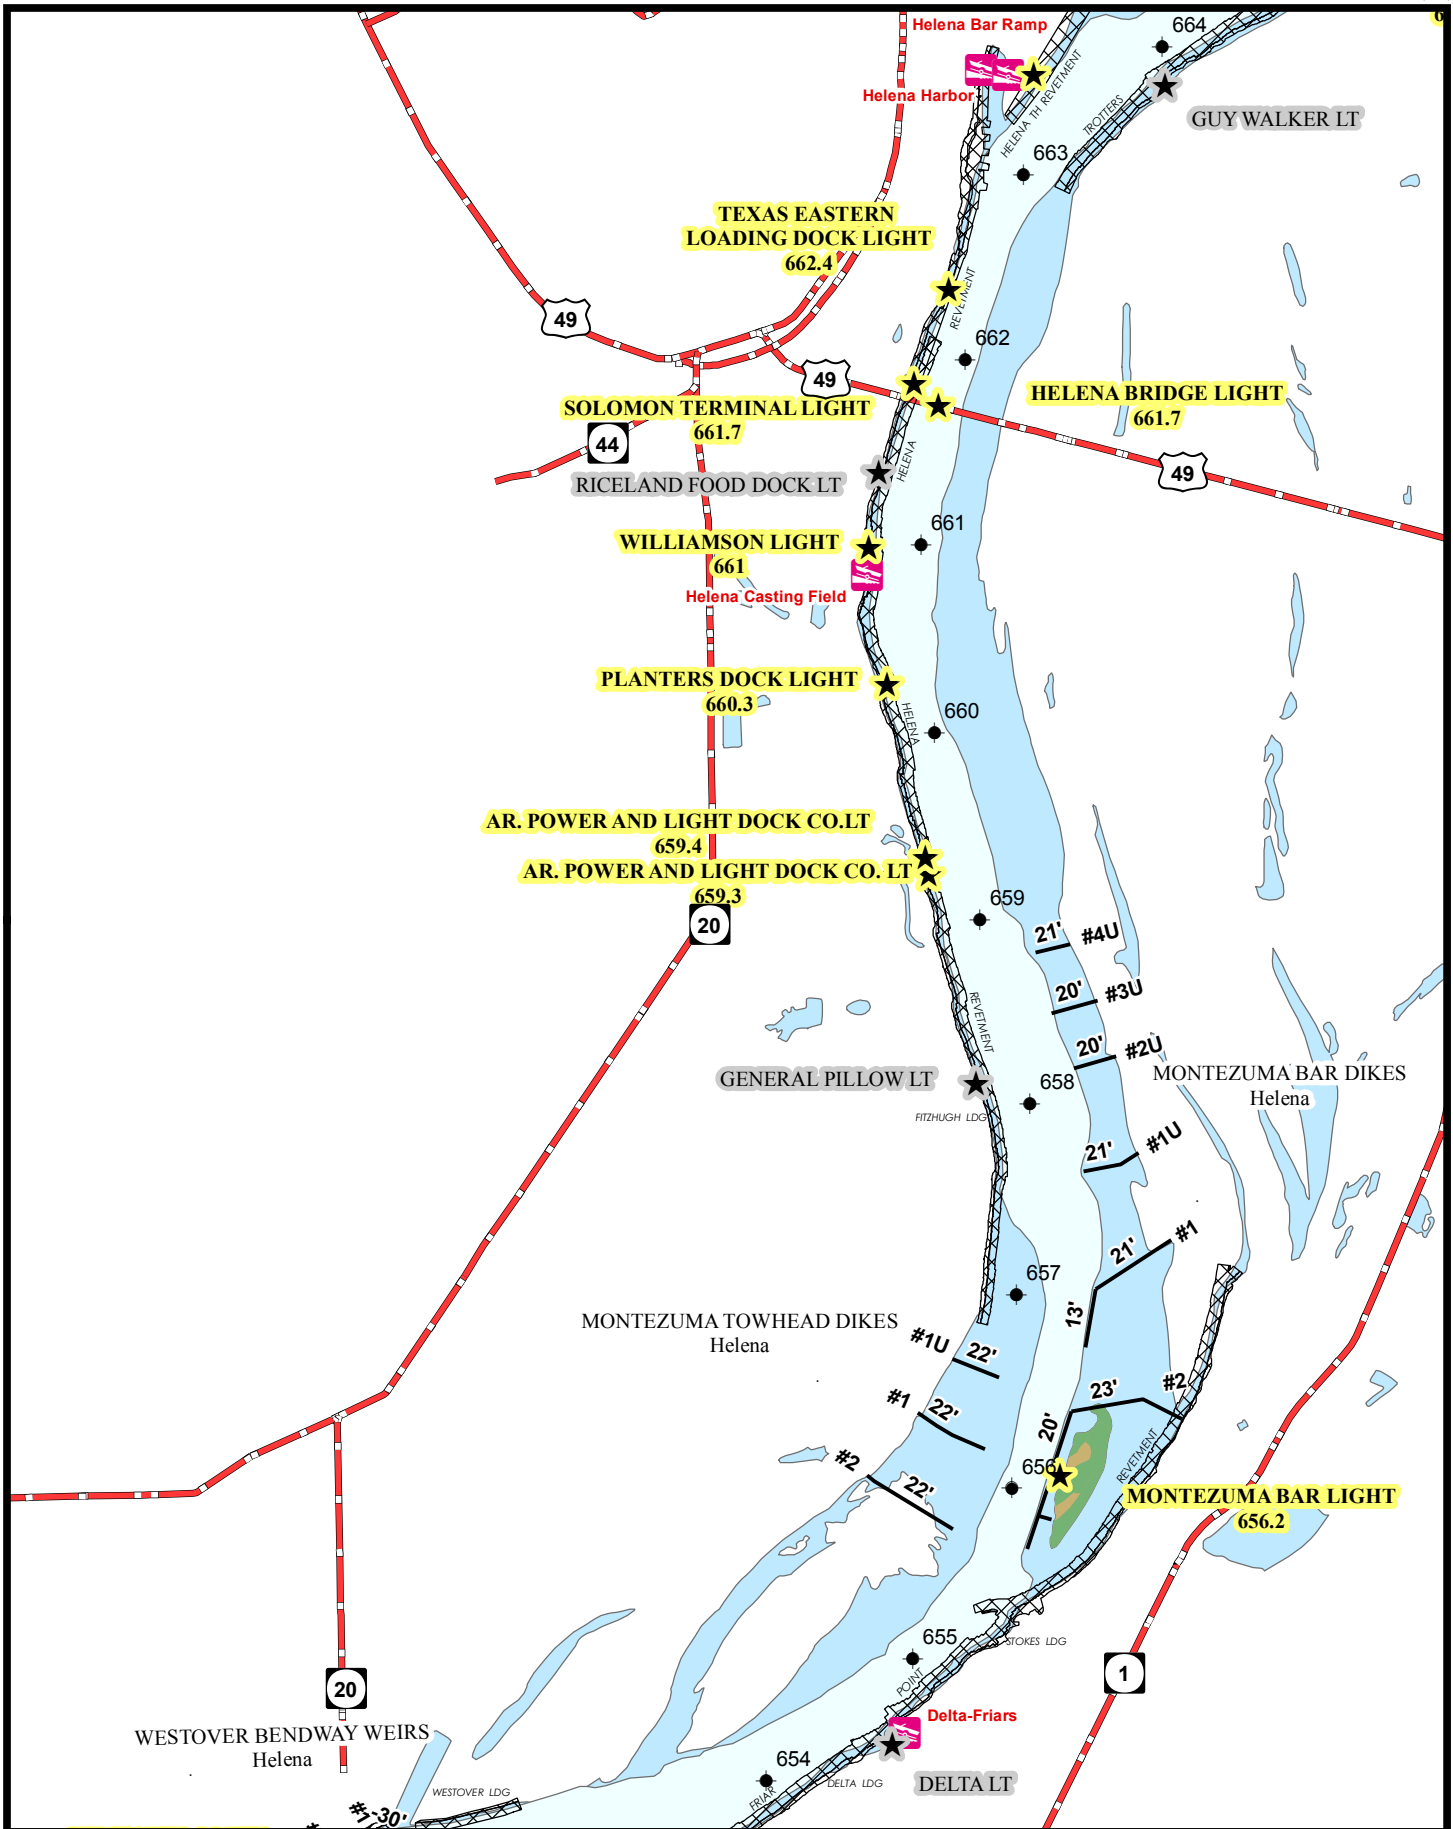 Helena Bar Ramp
664
Helena Harbor
HELENA TH REVETMENT
TROTTERS
GUY WALKER LT
663
TEXAS EASTERN
LOADING DOCK LIGHT
662.4
REVETMENT
49
662
49
HELENA BRIDGE LIGHT
661.7
SOLOMON TERMINAL LIGHT
661.7
44
HELENA
49
RICELAND FOOD DOCK LT
661
WILLIAMSON LIGHT
661
Helena Casting Field
PLANTERS DOCK LIGHT
660.3
HELENA
660
AR. POWER AND LIGHT DOCK CO.LT
659.4
AR. POWER AND LIGHT DOCK CO. LT
659.3
20
659
21' #4U
20' #3U
REVETMENT
20' #2U
GENERAL PILLOW LT
658
MONTEZUMA BAR DIKES
Helena
FITZHUGH LDG
21' #1U
21' #1
657
13'
MONTEZUMA TOWHEAD DIKES
Helena
#1U 22'
23' #2
#1 22'
20'
#2 22'
656
REVETMENT
MONTEZUMA BAR LIGHT
656.2
655
STOKES LDG
POINT
1
20
Delta-Friars
WESTOVER BENDWAY WEIRS
Helena
654
DELTA LDG
DELTA LT
WESTOVER LDG
FRIAR
-30'